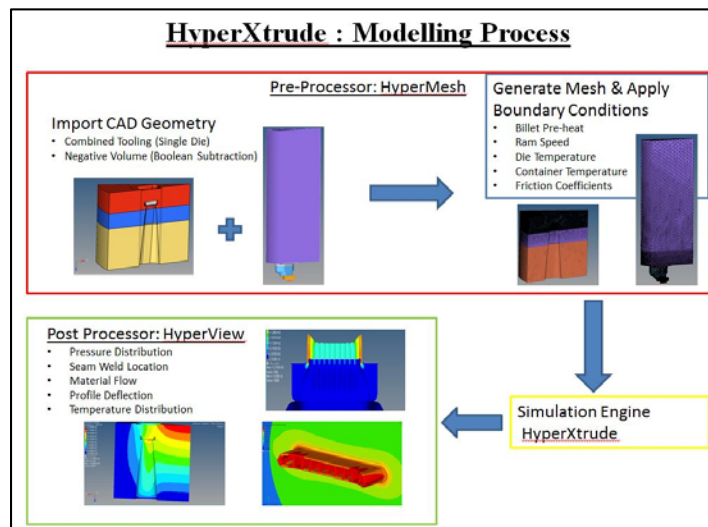 HyperXtrude : Modelling Process
Pre-Processor: HyperMesh
Import CAD Geometry
• Combined Tooling (Single Die)
• Negative Volume (Boolean Subtraction)
Generate Mesh & Apply
Boundary Conditions
• Billet Pre-heat
• Ram Speed
• Die Temperature
• Container Temperature
• Friction Coefficients
Simulation Engine
HyperXtrude
Post Processor: HyperView
• Pressure Distribution
• Seam Weld Location
• Material Flow
• Profile Deflection
• Temperature Distribution